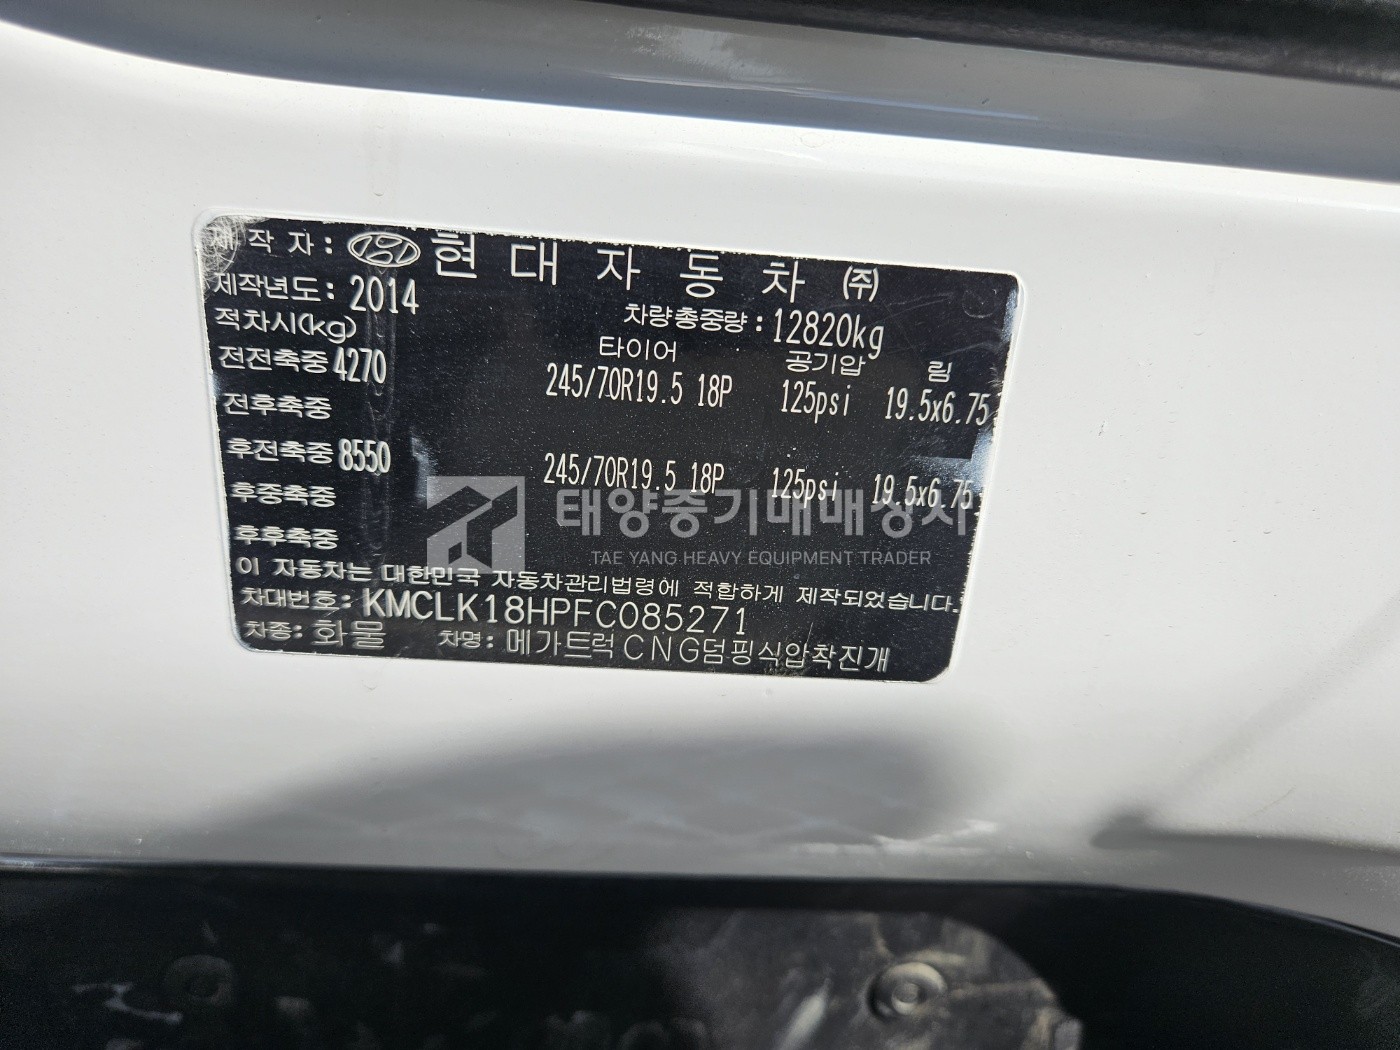 제 작 자 : 현 대 자 동 차 ㈜
제작년도 : 2014
차량총중량 : 12820kg
적차시(kg)
타이어 공기압 림
전전축중 4270 245/70R19.5 18P 125psi 19.5x6.75
전후축중
후전축중 8550 245/70R19.5 18P 125psi 19.5x6.75
후중축중
후후축중
태양중기매매상사
TAE YANG HEAVY EQUIPMENT TRADER
이 자동차는 대한민국 자동차관리법령에 적합하게 제작되었습니다.
차대번호 : KMCLK18HPFC085271
차종 : 화물 차명 : 메가트럭CNG덤핑식압착진개